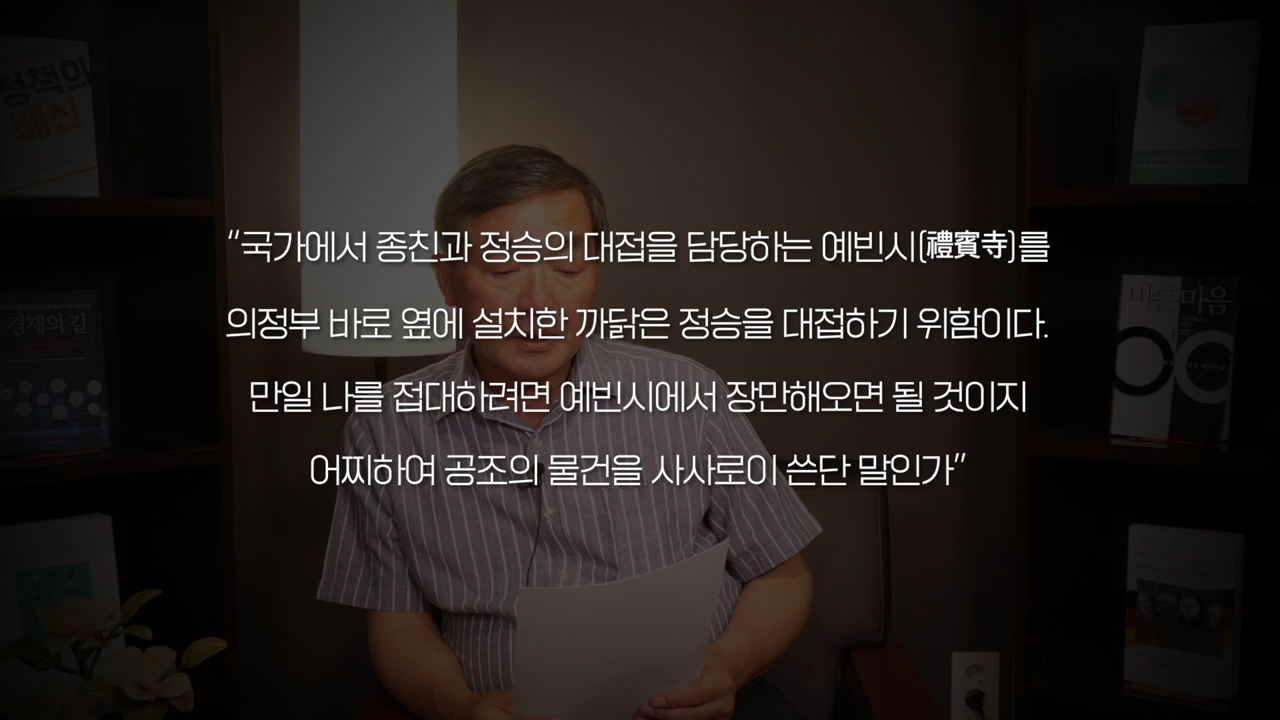 “국가에서 종친과 정승의 대접을 담당하는 예빈시(禮賓寺)를
의정부 바로 옆에 설치한 까닭은 정승을 대접하기 위함이다.
만일 나를 접대하려면 예빈시에서 장만해오면 될 것이지
어찌하여 공조의 물건을 사사로이 쓴단 말인가”
정책의
배신
경제의 길
바른마음